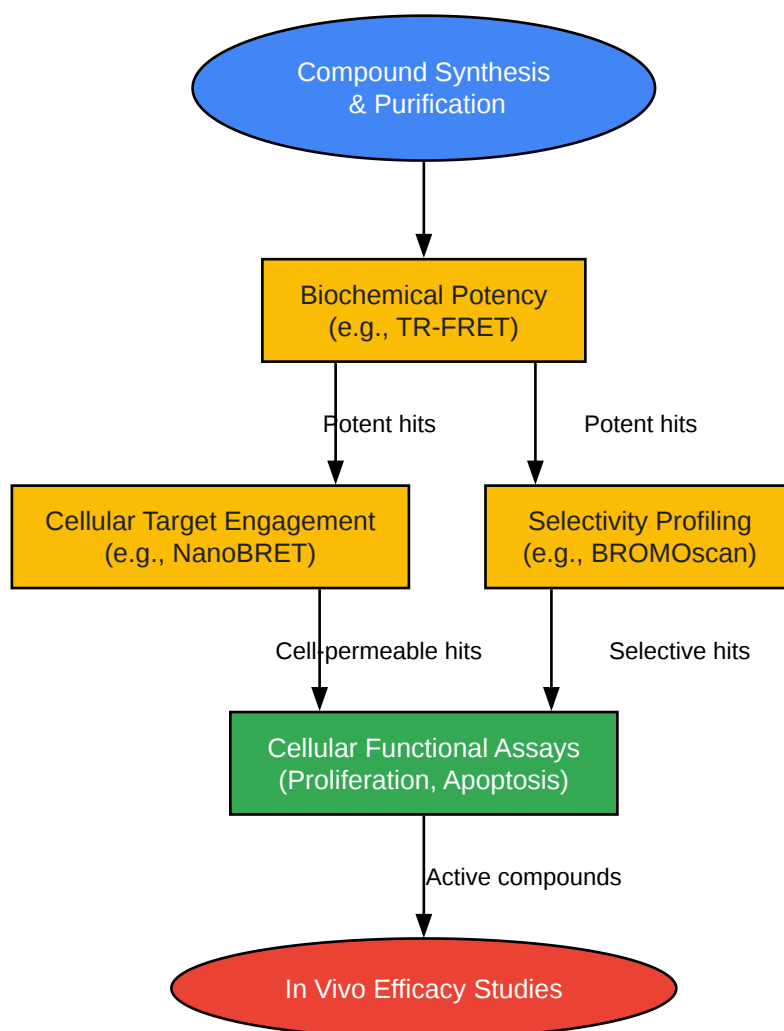 Compound Synthesis
& Purification
Biochemical Potency
(e.g., TR-FRET)
Potent hits
Potent hits
Cellular Target Engagement
(e.g., NanoBRET)
Selectivity Profiling
(e.g., BROMOscan)
Cell-permeable hits
Selective hits
Cellular Functional Assays
(Proliferation, Apoptosis)
Active compounds
In Vivo Efficacy Studies